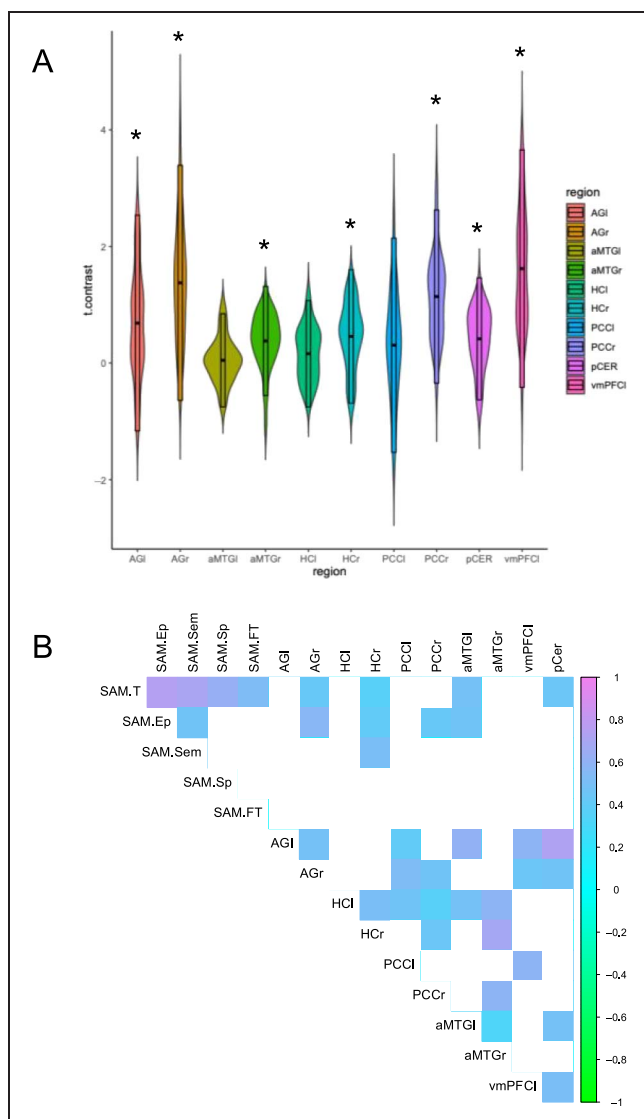 A
* * * * * * *
4
2
0
−2
t.contrast
AGl AGr aMTGl aMTGr HCl HCr PCCl PCCr pCER vmPFCl
region
region
AGl
AGr
aMTGl
aMTGr
HCl
HCr
PCCl
PCCr
pCER
vmPFCl
B
SAM.Ep SAM.Sem SAM.Sp SAM.FT AGl AGr HCl HCr PCCl PCCr aMTGl aMTGr vmPFCl pCer
SAM.T
SAM.Ep
SAM.Sem
SAM.Sp
SAM.FT
AGl
AGr
HCl
HCr
PCCl
PCCr
aMTGl
aMTGr
vmPFCl
1
0.8
0.6
0.4
0.2
0
−0.2
−0.4
−0.6
−0.8
−1